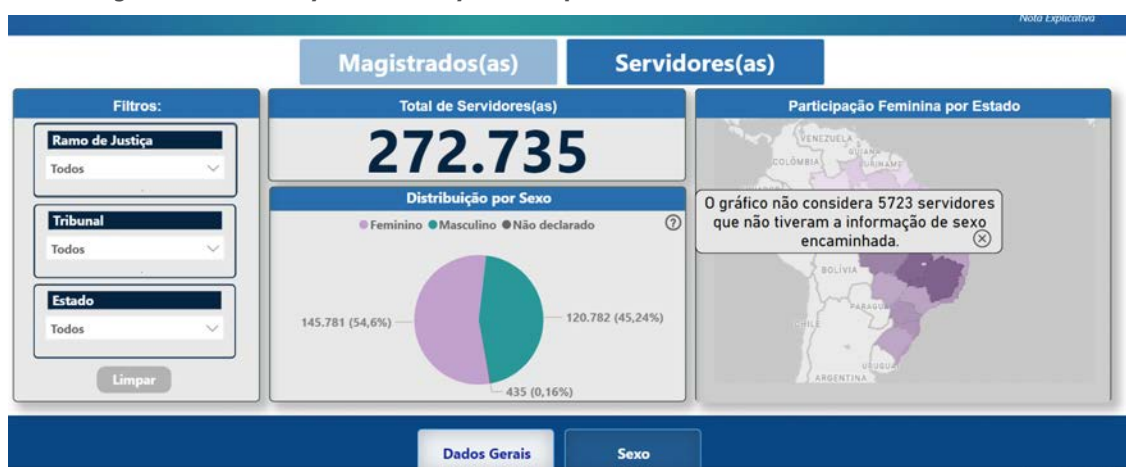 Nota Explicativa
Magistrados(as)
Servidores(as)
Filtros:
Ramo de Justiça
Todos
Tribunal
Todos
Estado
Todos
Limpar
Total de Servidores(as)
272.735
Distribuição por Sexo
Feminino Masculino Não declarado
145.781 (54,6%)
120.782 (45,24%)
435 (0,16%)
Participação Feminina por Estado
VENEZUELA
GUIANA
COLÔMBIA
SURINAME
O gráfico não considera 5723 servidores
que não tiveram a informação de sexo
encaminhada.
BOLÍVIA
CHILE
ARGENTINA
Dados Gerais
Sexo